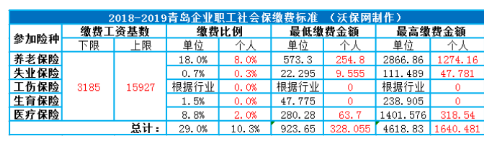 2018-2019青岛企业职工社会保缴费标准 （沃保网制作）
参加险种 缴费工资基数 缴费比例 最低缴费金额 最高缴费金额
下限 上限 单位 个人 单位 个人 单位 个人
养老保险 3185 15927 18.0% 8.0% 573.3 254.8 2866.86 1274.16
失业保险 0.7% 0.3% 22.295 9.555 111.489 47.781
工伤保险 根据行业 0.0% 根据行业 0 根据行业 0
生育保险 1.5% 0.0% 47.775 0 238.905 0
医疗保险 8.8% 2.0% 280.28 63.7 1401.576 318.54
总计: 29.0% 10.3% 923.65 328.055 4618.83 1640.481